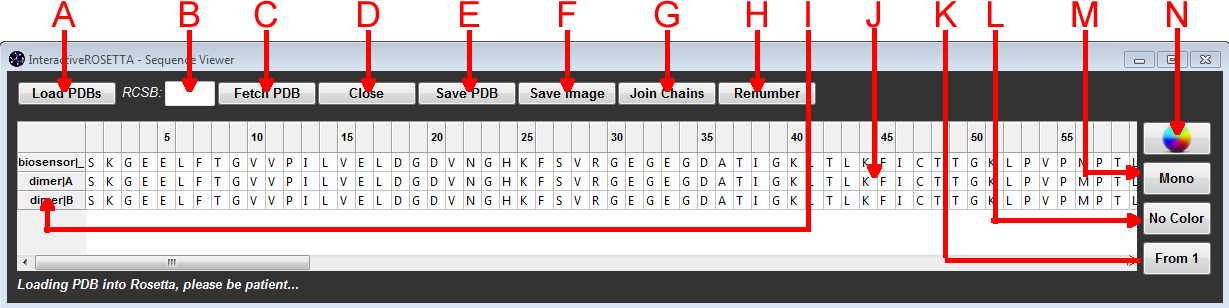 A B C D E F G H I J K L M N
InteractiveROSETTA - Sequence Viewer
Load PDBs RCSB: Fetch PDB Close Save PDB Save Image Join Chains Renumber
5 10 15 20 25 30 35 40 45 50 55
biosensor|_ S K G E E L F T G V V P I L V E L D G D V N G H K F S V R G E G E G D A T I G K L T L K F I C T T G K L P V P M P T L
dimer|A S K G E E L F T G V V P I L V E L D G D V N G H K F S V R G E G E G D A T I G K L T L K F I C T T G K L P V P M P T L
dimer|B S K G E E L F T G V V P I L V E L D G D V N G H K F S V R G E G E G D A T I G K L T L K F I C T T G K L P V P M P T L
Mono
No Color
From 1
Loading PDB into Rosetta, please be patient...